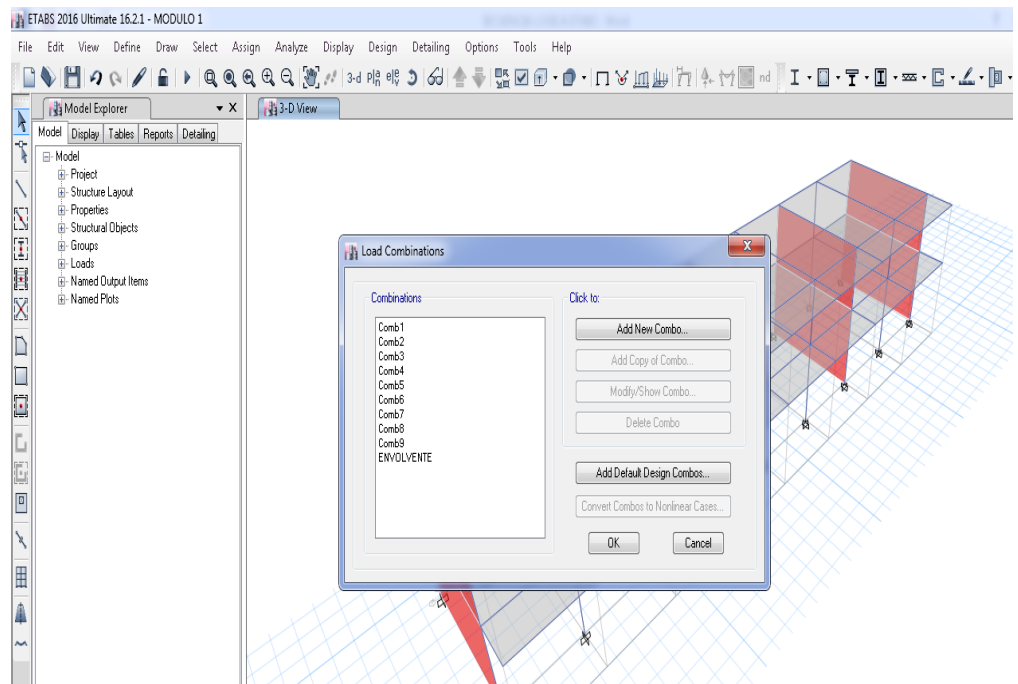 ETABS 2016 Ultimate 16.2.1 - MODULO 1
File Edit View Define Draw Select Assign Analyze Display Design Detailing Options Tools Help
3-d nd
Model Explorer
3-D View
Model Display Tables Reports Detailing
Model
Project
Structure Layout
Properties
Structural Objects
Groups
Loads
Named Output Items
Named Plots
Load Combinations
Combinations
Comb1
Comb2
Comb3
Comb4
Comb5
Comb6
Comb7
Comb8
Comb9
ENVOLVENTE
Click to:
Add New Combo...
Add Copy of Combo...
Modify/Show Combo...
Delete Combo
Add Default Design Combos...
Convert Combos to Nonlinear Cases...
OK Cancel